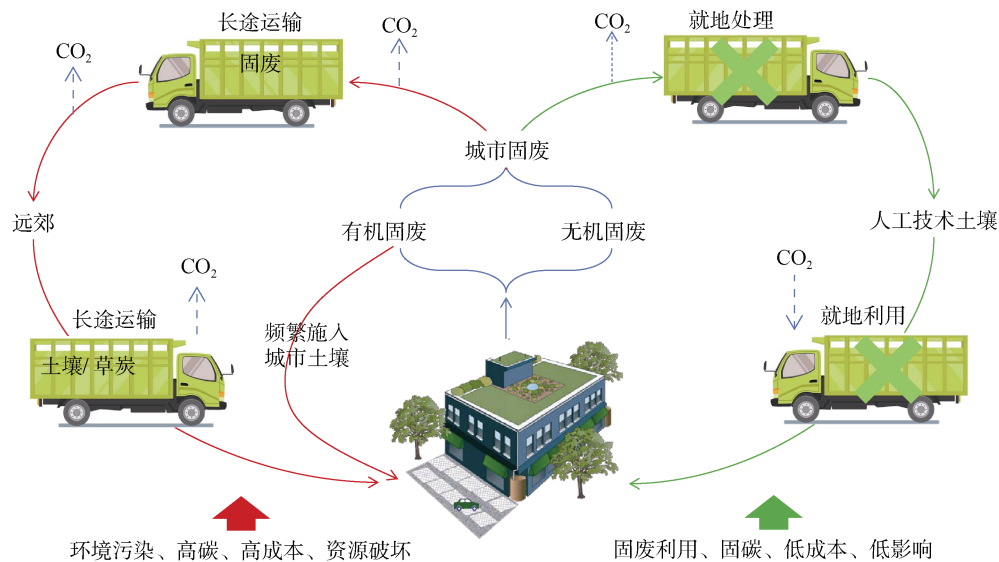 长途运输
就地处理
CO₂
CO₂
CO₂
固废
城市固废
远郊
有机固废
无机固废
人工技术土壤
CO₂
CO₂
长途运输
就地利用
频繁施入
城市土壤
土壤/草炭
环境污染、高碳、高成本、资源破坏
固废利用、固碳、低成本、低影响